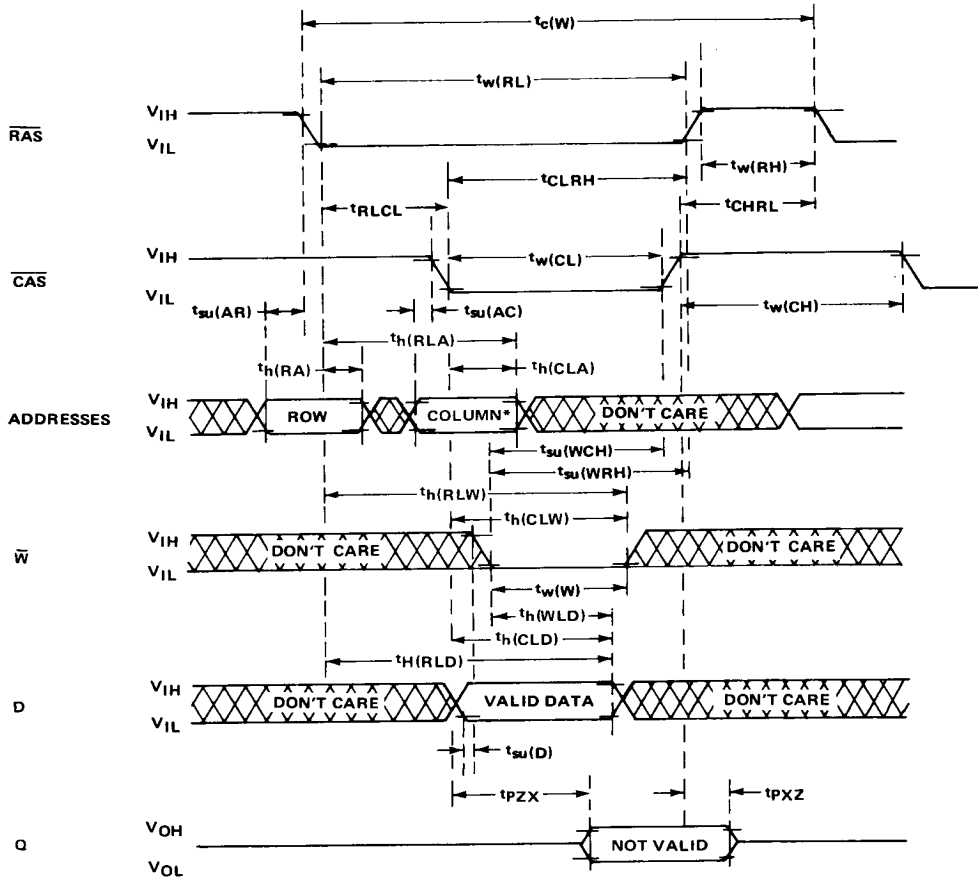 tc(W)
tw(RL)
RAS
VIH
VIL
tw(RH)
tCLRH
tRLCL
tCHRL
CAS
VIH
VIL
tw(CL)
tw(CH)
tsu(AR)
tsu(AC)
th(RLA)
th(RA)
th(CLA)
ADDRESSES
VIH
VIL
ROW
COLUMN*
DON'T CARE
tsu(WCH)
tsu(WRH)
th(RLW)
th(CLW)
W
VIH
VIL
DON'T CARE
DON'T CARE
tw(W)
th(WLD)
th(CLD)
tH(RLD)
D
VIH
VIL
DON'T CARE
VALID DATA
DON'T CARE
tsu(D)
tPZX
tPXZ
Q
VOH
VOL
NOT VALID